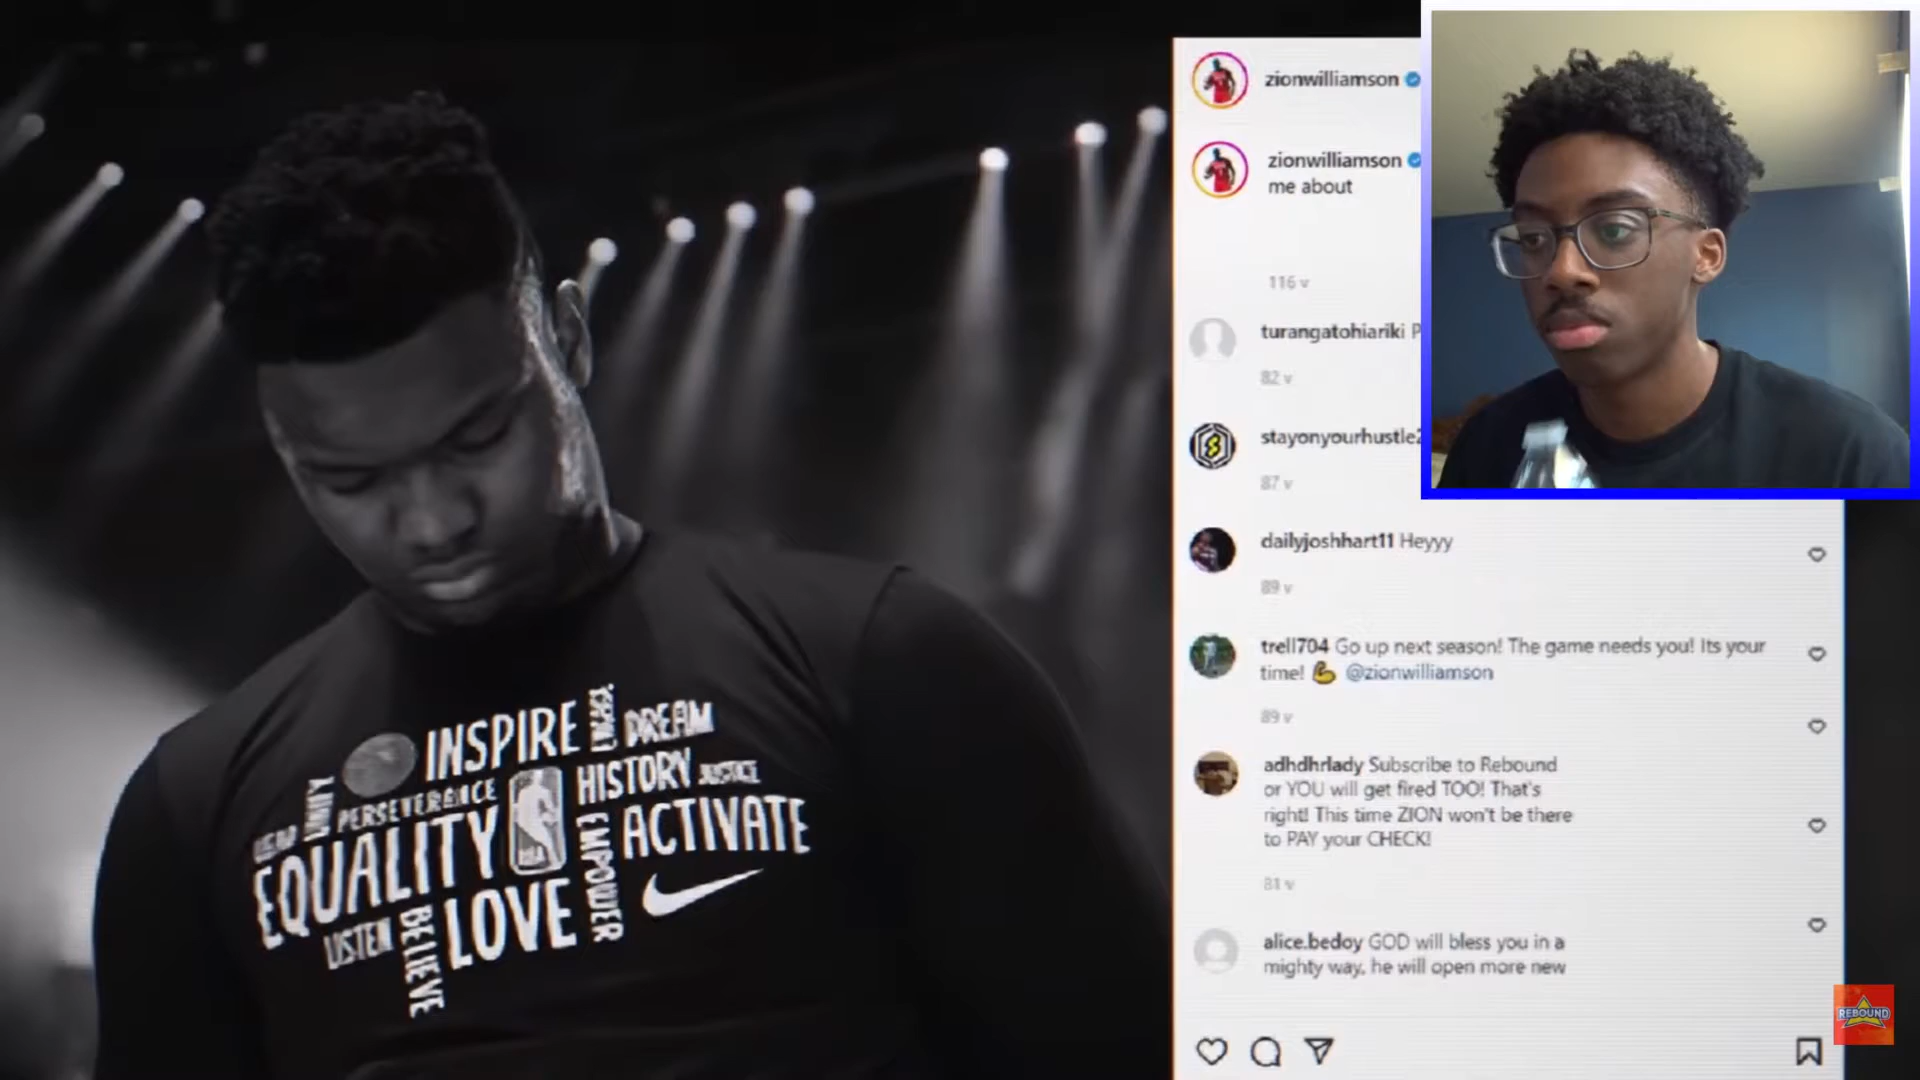 INSPIRE
DREAM
UNITY
PERSEVERANCE
HISTORY
JUSTICE
EQUALITY
NBA
EMPOWER
ACTIVATE
LISTEN
BELIEVE
LOVE
zionwilliamson
zionwilliamson
me about
116 v
turangatohiariki P
82 v
stayonyourhustle2
87 v
dailyjoshhart11 Heyyy
89 v
trell704 Go up next season! The game needs you! Its your
time! 💪 @zionwilliamson
89 v
adhdhrlady Subscribe to Rebound
or YOU will get fired TOO! That's
right! This time ZION won't be there
to PAY your CHECK!
81 v
alice.bedoy GOD will bless you in a
mighty way, he will open more new
REBOUND